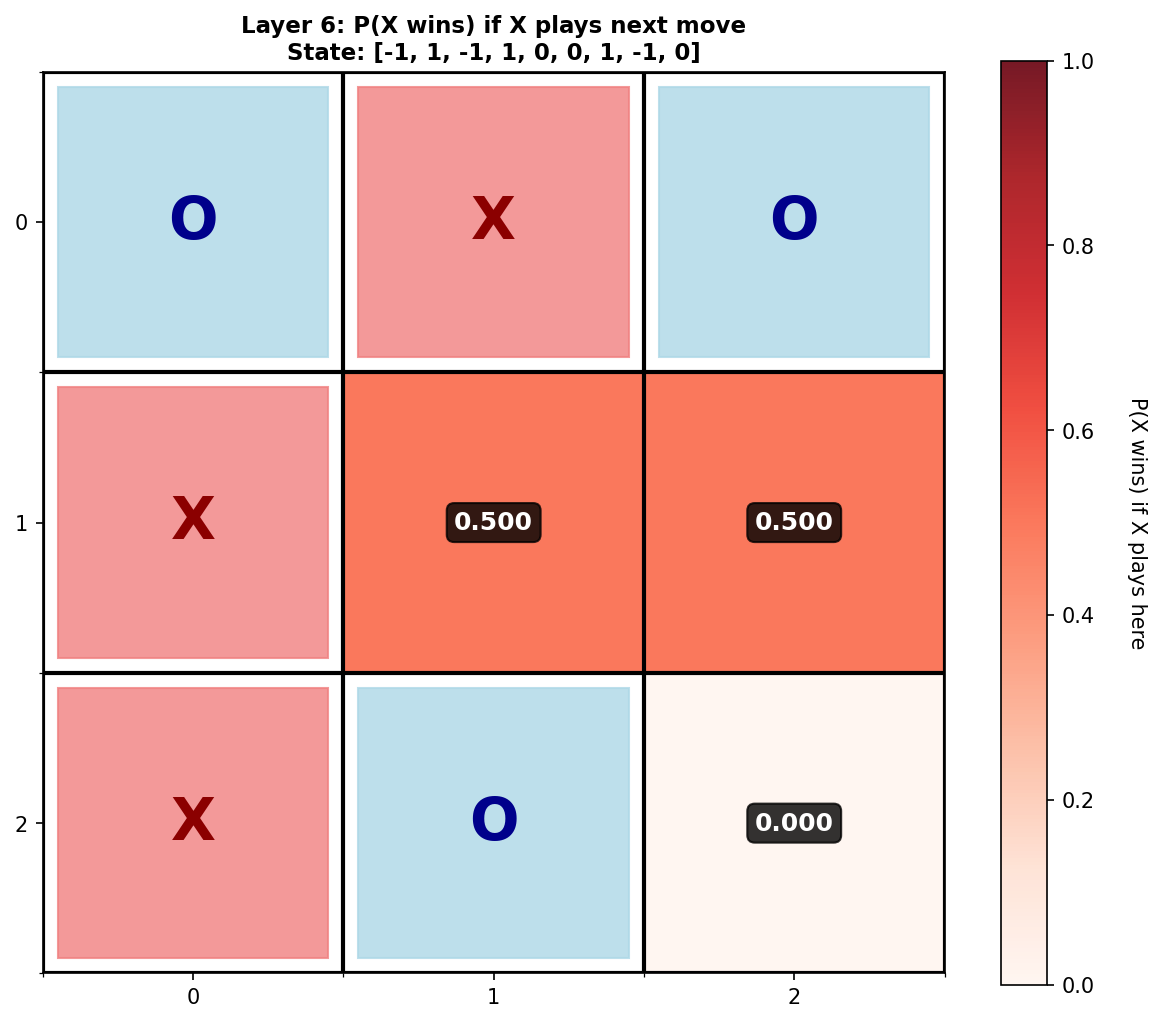 Layer 6: P(X wins) if X plays next move
State: [-1, 1, -1, 1, 0, 0, 1, -1, 0]
O X O
0
X 0.500 0.500
1
X O 0.000
2
0 1 2
1.0
0.8
0.6
0.4
0.2
0.0
P(X wins) if X plays here